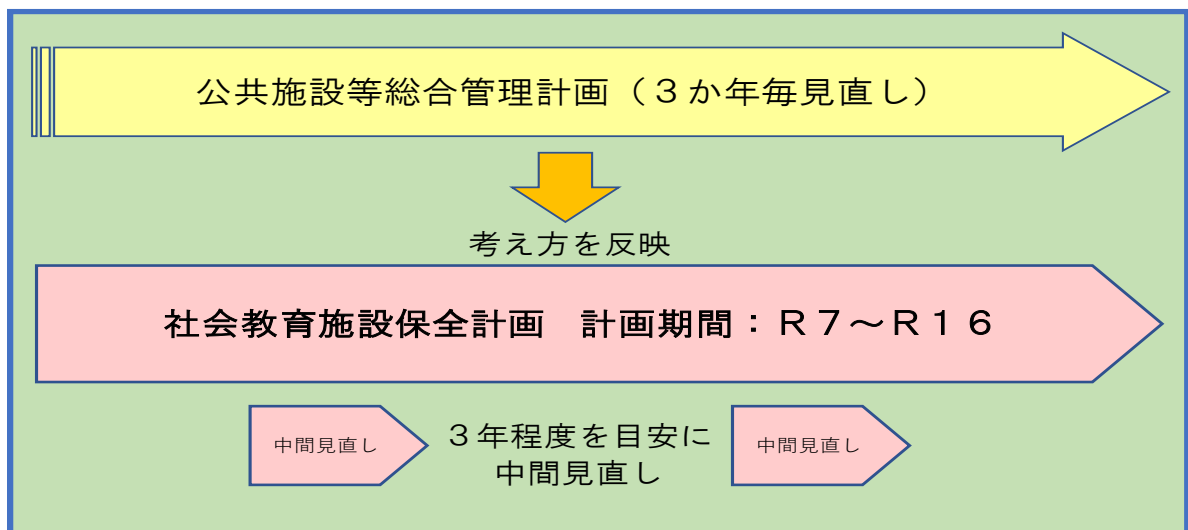 公共施設等総合管理計画（３か年毎見直し）
考え方を反映
社会教育施設保全計画　計画期間：Ｒ７～Ｒ１６
中間見直し
３年程度を目安に
中間見直し
中間見直し